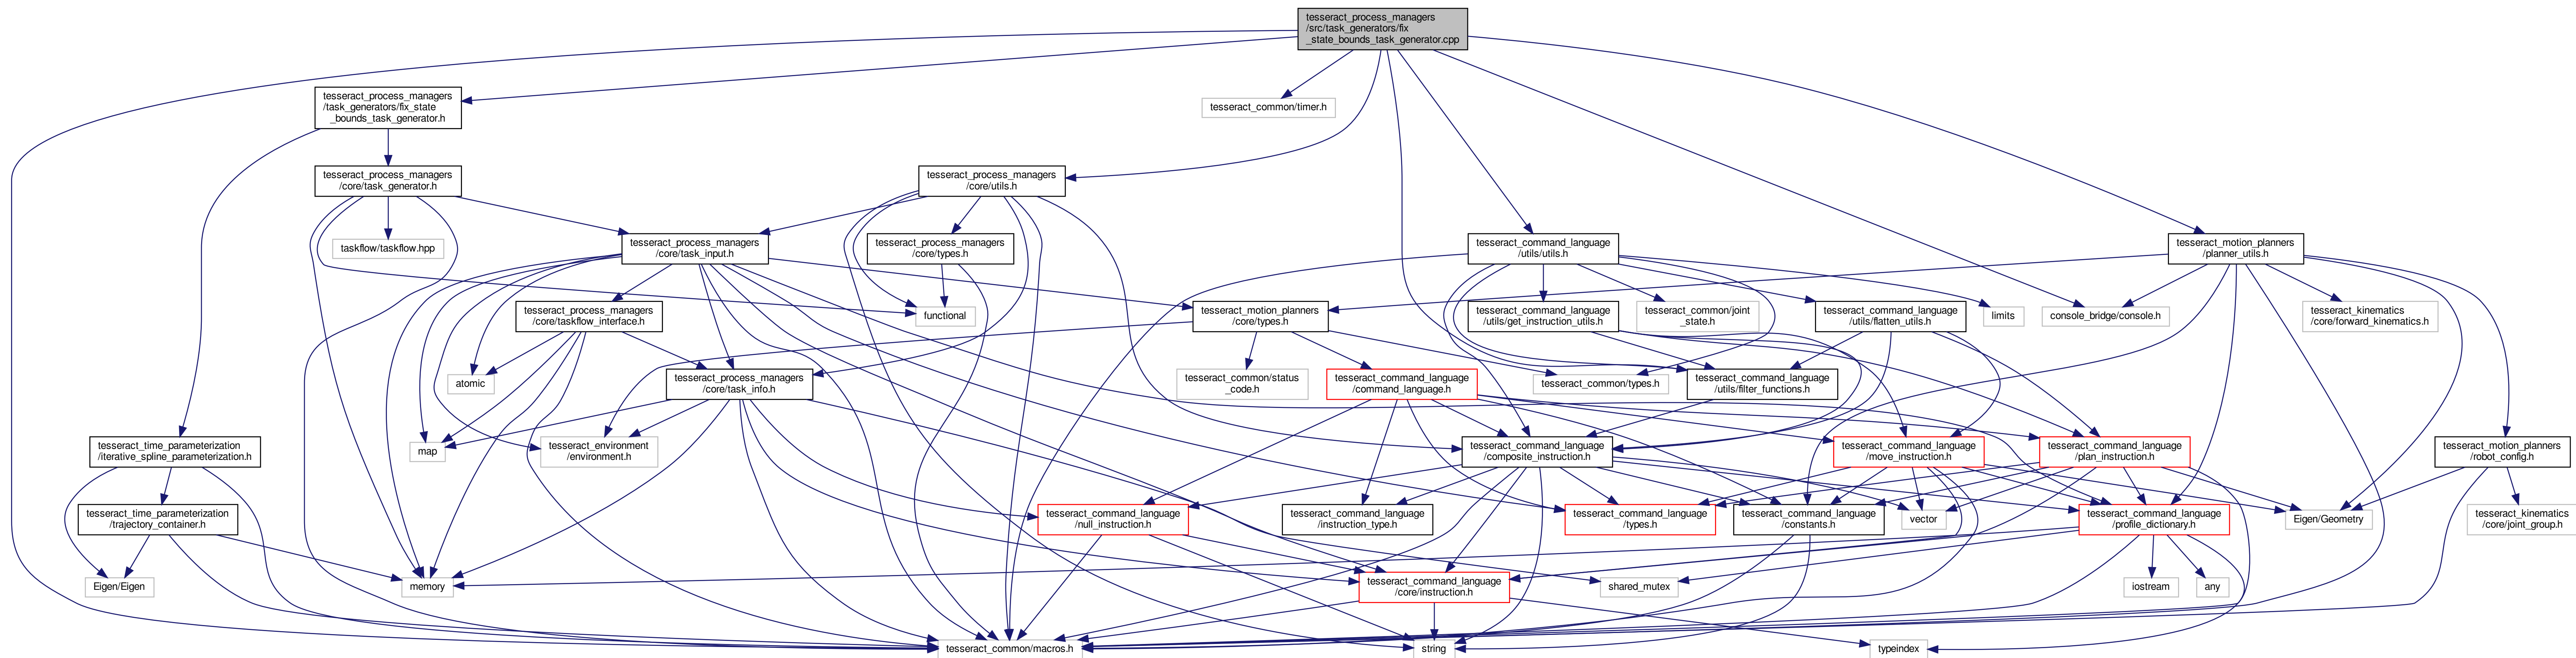 tesseract_process_managers
/src/task_generators/fix
_state_bounds_task_generator.cpp
tesseract_process_managers
/task_generators/fix_state
_bounds_task_generator.h
tesseract_common/timer.h
tesseract_process_managers
/core/task_generator.h
tesseract_process_managers
/core/utils.h
taskflow/taskflow.hpp
tesseract_process_managers
/core/task_input.h
tesseract_process_managers
/core/types.h
tesseract_command_language
/utils/utils.h
tesseract_motion_planners
/planner_utils.h
tesseract_process_managers
/core/taskflow_interface.h
functional
tesseract_motion_planners
/core/types.h
tesseract_command_language
/utils/get_instruction_utils.h
tesseract_common/joint
_state.h
tesseract_command_language
/utils/flatten_utils.h
limits
console_bridge/console.h
tesseract_kinematics
/core/forward_kinematics.h
atomic
tesseract_process_managers
/core/task_info.h
tesseract_common/status
_code.h
tesseract_command_language
/command_language.h
tesseract_common/types.h
tesseract_command_language
/utils/filter_functions.h
tesseract_time_parameterization
/iterative_spline_parameterization.h
map
tesseract_environment
/environment.h
tesseract_command_language
/composite_instruction.h
tesseract_command_language
/move_instruction.h
tesseract_command_language
/plan_instruction.h
tesseract_motion_planners
/robot_config.h
tesseract_time_parameterization
/trajectory_container.h
tesseract_command_language
/null_instruction.h
tesseract_command_language
/instruction_type.h
tesseract_command_language
/types.h
tesseract_command_language
/constants.h
vector
tesseract_command_language
/profile_dictionary.h
Eigen/Geometry
tesseract_kinematics
/core/joint_group.h
Eigen/Eigen
memory
tesseract_command_language
/core/instruction.h
shared_mutex
iostream
any
tesseract_common/macros.h
string
typeindex